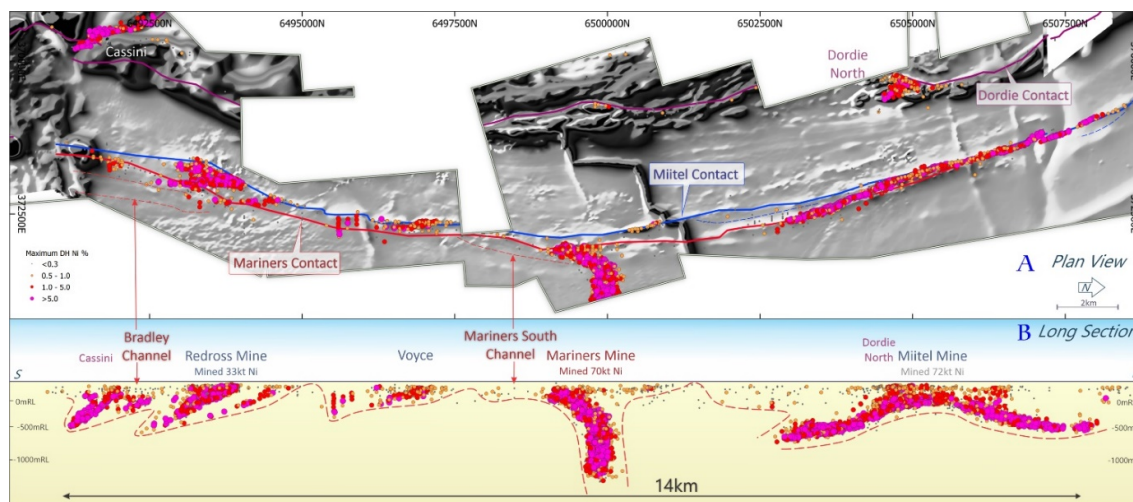 6492500N
6495000N
6497500N
6500000N
6502500N
6505000N
6507500N
Cassini
Dordie
North
Dordie Contact
Miitel Contact
372500E
Mariners Contact
Maximum DH Ni %
<0.3
0.5 - 1.0
1.0 - 5.0
>5.0
A
Plan View
N
2km
B
Long Section
Bradley
Channel
Mariners South
Channel
Cassini
Redross Mine
Mined 33kt Ni
Voyce
Mariners Mine
Mined 70kt Ni
Dordie
North
Miitel Mine
Mined 72kt Ni
S
0mRL
-500mRL
-1000mRL
0mRL
-500
-1000m
14km